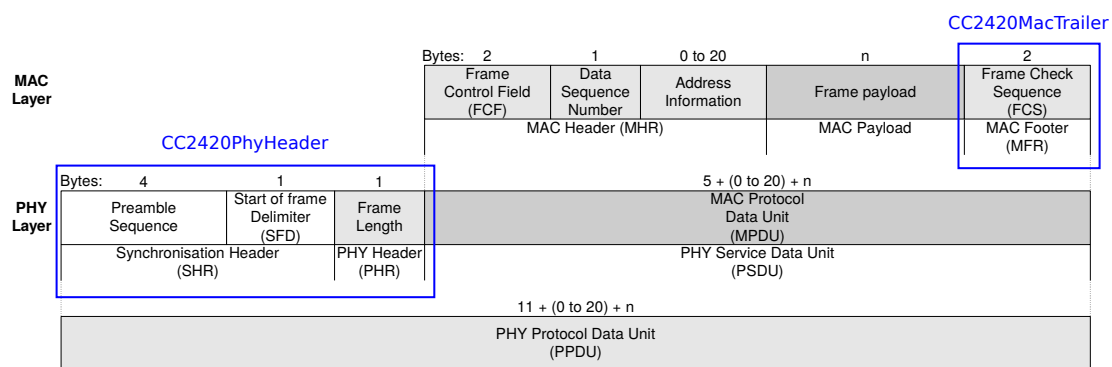 CC2420MacTrailer
Bytes: 2 1 0 to 20 n 2
MAC
Layer
Frame
Control Field
(FCF)
Data
Sequence
Number
Address
Information
Frame payload
Frame Check
Sequence
(FCS)
MAC Header (MHR)
MAC Payload
MAC Footer
(MFR)
CC2420PhyHeader
Bytes: 4 1 1 5 + (0 to 20) + n
PHY
Layer
Preamble
Sequence
Start of frame
Delimiter
(SFD)
Frame
Length
MAC Protocol
Data Unit
(MPDU)
Synchronisation Header
(SHR)
PHY Header
(PHR)
PHY Service Data Unit
(PSDU)
11 + (0 to 20) + n
PHY Protocol Data Unit
(PPDU)